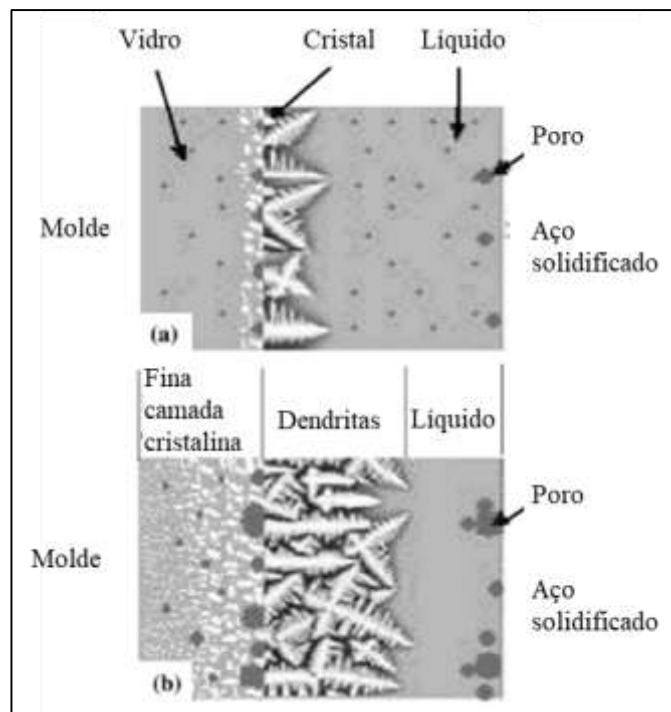 Vidro
Cristal
Líquido
Poro
Molde
Aço
solidificado
(a)
Fina
camada
cristalina
Dendritas
Líquido
Poro
Molde
Aço
solidificado
(b)